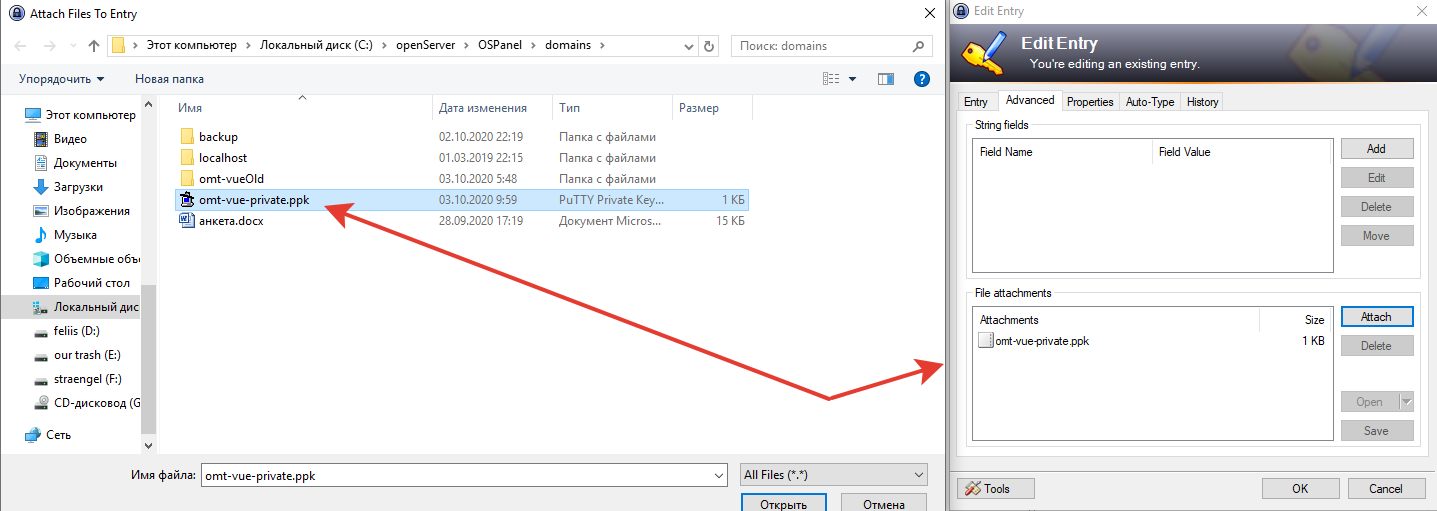 Attach Files To Entry
Этот компьютер
Локальный диск (C:)
openServer
OSPanel
domains
Поиск: domains
Упорядочить
Новая папка
Этот компьютер
Видео
Документы
Загрузки
Изображения
Музыка
Объемные объ
Рабочий стол
Локальный дис
feliis (D:)
our trash (E:)
straengel (F:)
CD-дисковод (G
Сеть
Имя Дата изменения Тип Размер
backup 02.10.2020 22:19 Папка с файлами
localhost 01.03.2019 22:15 Папка с файлами
omt-vueOld 03.10.2020 5:48 Папка с файлами
omt-vue-private.ppk 03.10.2020 9:59 PuTTY Private Key... 1 КБ
анкета.docx 28.09.2020 17:19 Документ Micros... 15 КБ
Имя файла: omt-vue-private.ppk All Files (*.*)
Открыть Отмена
Edit Entry
Edit Entry
You're editing an existing entry.
Entry Advanced Properties Auto-Type History
String fields
Field Name Field Value
Add
Edit
Delete
Move
File attachments
Attachments Size
omt-vue-private.ppk 1 KB
Attach
Delete
Open
Save
Tools OK Cancel